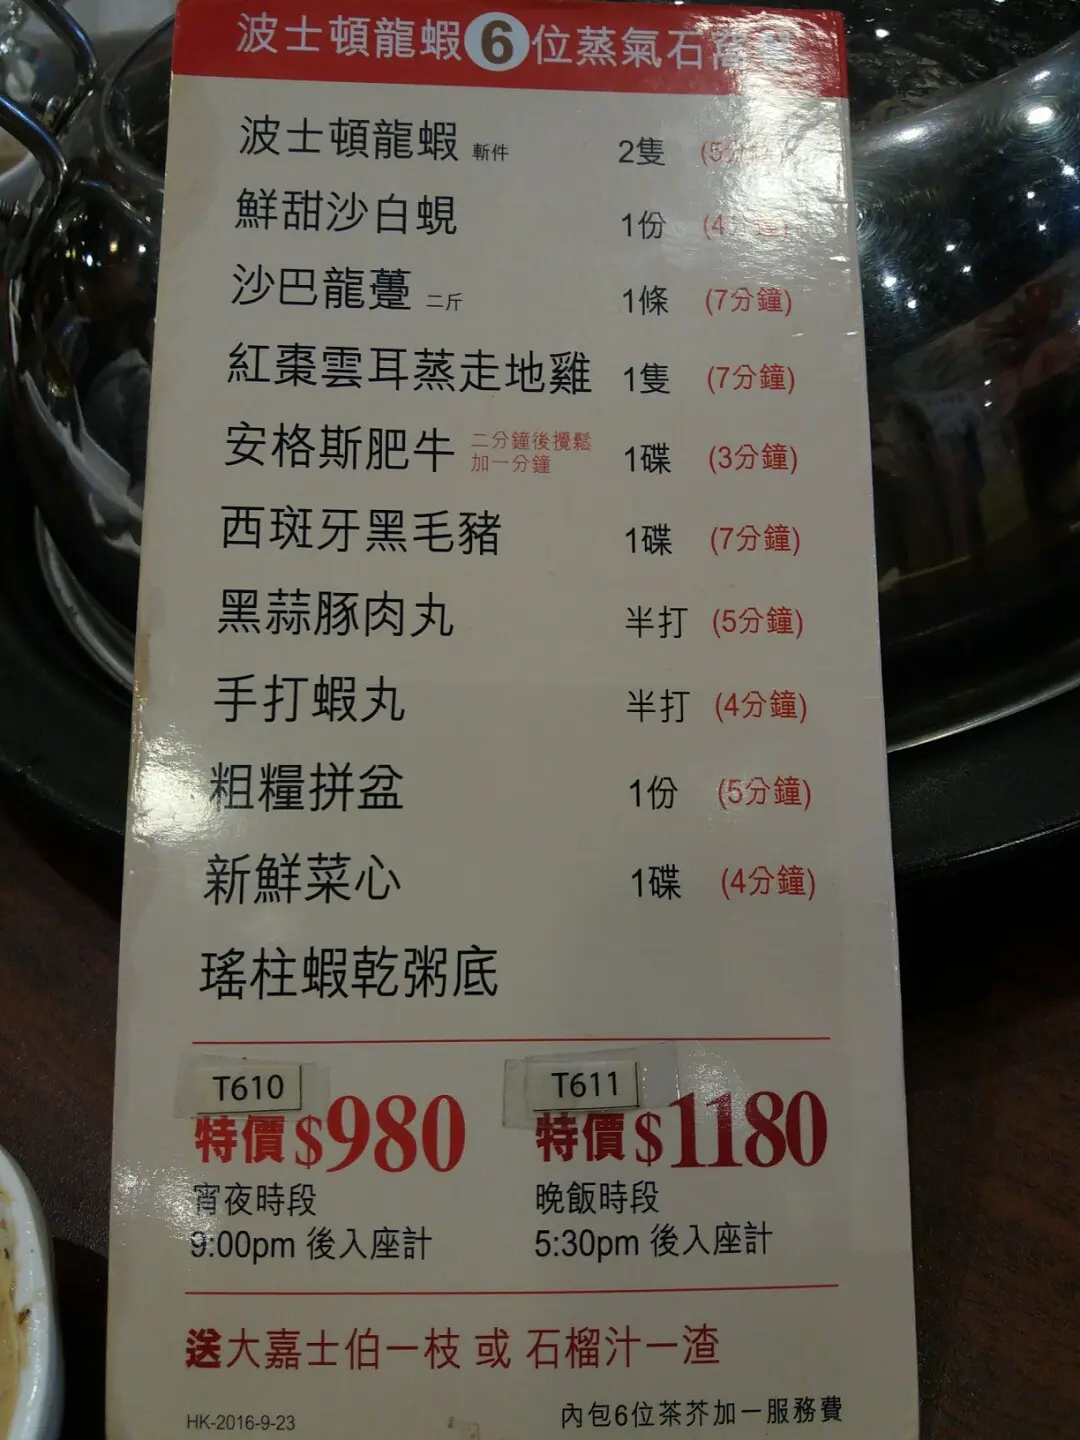 波士頓龍蝦6位蒸氣石窩餐
波士頓龍蝦 斬件 2隻 (5分鐘)
鮮甜沙白蜆 1份 (4分鐘)
沙巴龍躉 二斤 1條 (7分鐘)
紅棗雲耳蒸走地雞 1隻 (7分鐘)
安格斯肥牛 二分鐘後攪鬆 1碟 (3分鐘)
加一分鐘
西班牙黑毛豬 1碟 (7分鐘)
黑蒜豚肉丸 半打 (5分鐘)
手打蝦丸 半打 (4分鐘)
粗糧拼盆 1份 (5分鐘)
新鮮菜心 1碟 (4分鐘)
瑤柱蝦乾粥底
T610 T611
特價$980 特價$1180
宵夜時段 晚飯時段
9:00pm 後入座計 5:30pm 後入座計
送大嘉士伯一枝 或 石榴汁一渣
HK-2016-9-23 內包6位茶芥加一服務費